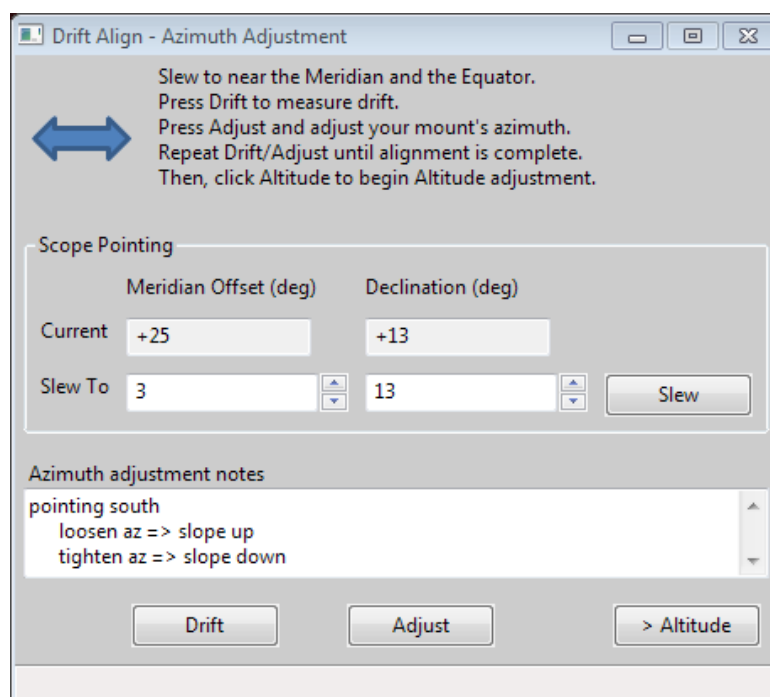 Drift Align - Azimuth Adjustment
Slew to near the Meridian and the Equator.
Press Drift to measure drift.
Press Adjust and adjust your mount's azimuth.
Repeat Drift/Adjust until alignment is complete.
Then, click Altitude to begin Altitude adjustment.
Scope Pointing
Meridian Offset (deg) Declination (deg)
Current +25 +13
Slew To 3 13 Slew
Azimuth adjustment notes
pointing south
loosen az => slope up
tighten az => slope down
Drift Adjust > Altitude